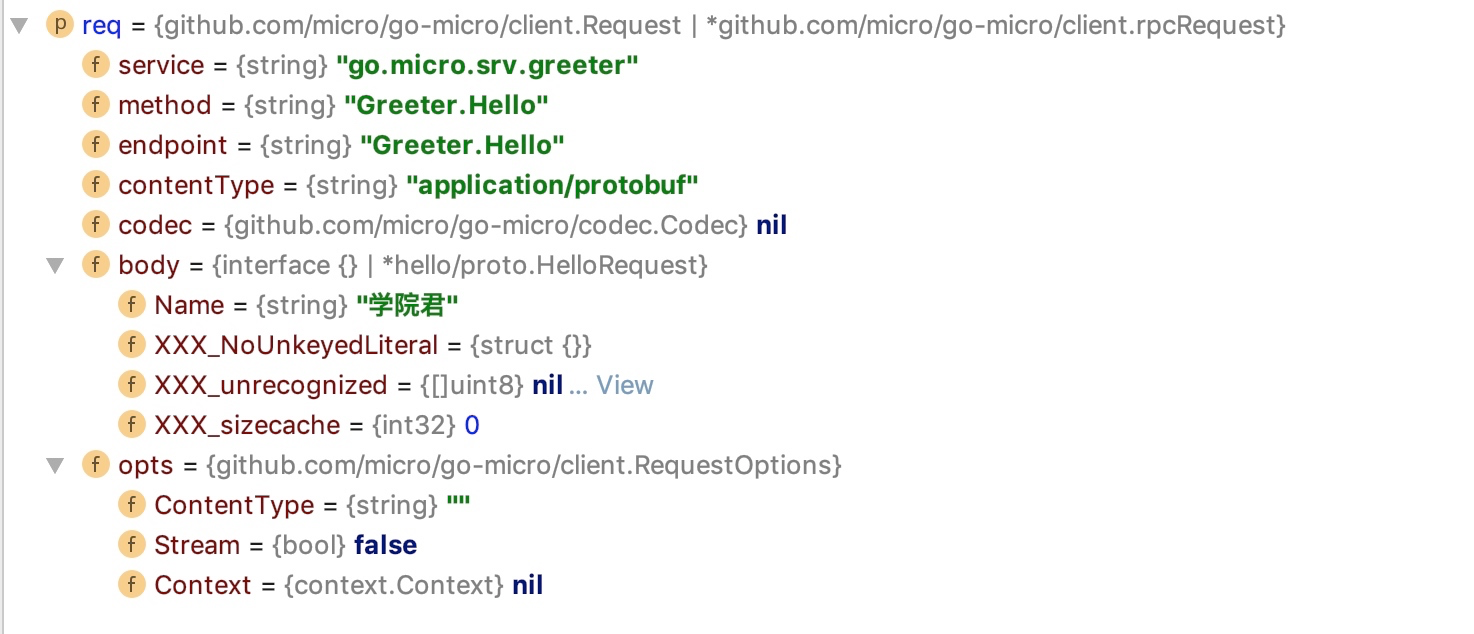 p req = {github.com/micro/go-micro/client.Request | *github.com/micro/go-micro/client.rpcRequest}
f service = {string} "go.micro.srv.greeter"
f method = {string} "Greeter.Hello"
f endpoint = {string} "Greeter.Hello"
f contentType = {string} "application/protobuf"
f codec = {github.com/micro/go-micro/codec.Codec} nil
f body = {interface {} | *hello/proto.HelloRequest}
f Name = {string} "学院君"
f XXX_NoUnkeyedLiteral = {struct {}}
f XXX_unrecognized = {[]uint8} nil ... View
f XXX_sizecache = {int32} 0
f opts = {github.com/micro/go-micro/client.RequestOptions}
f ContentType = {string} ""
f Stream = {bool} false
f Context = {context.Context} nil